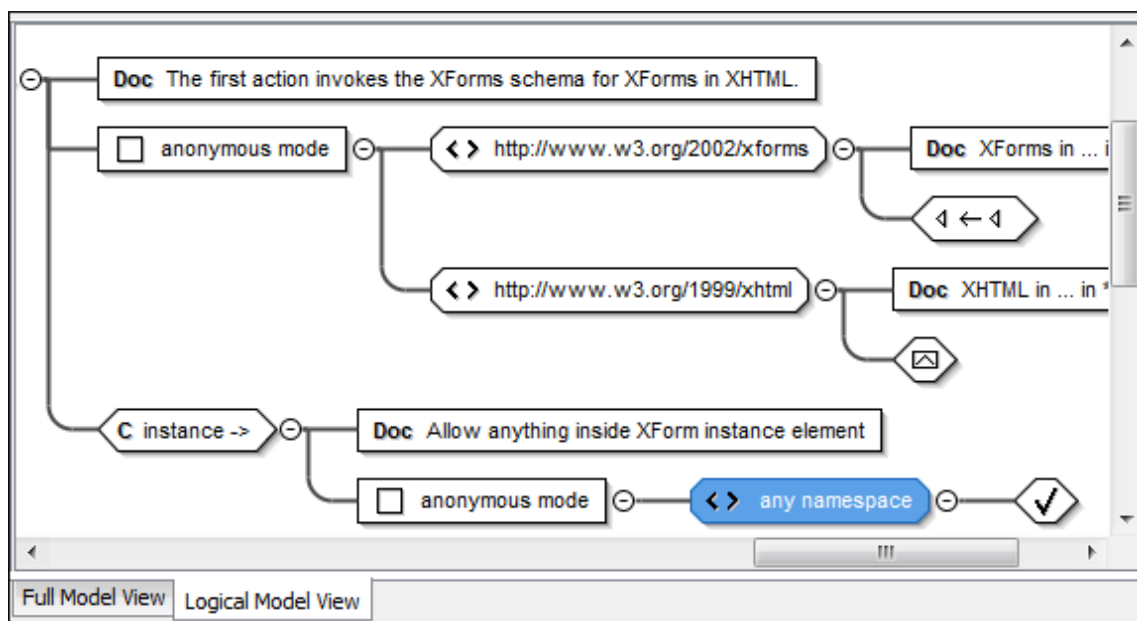 Doc The first action invokes the XForms schema for XForms in XHTML.
anonymous mode
< > http://www.w3.org/2002/xforms
Doc XForms in ... i
< > http://www.w3.org/1999/xhtml
Doc XHTML in ... in *
C instance ->
Doc Allow anything inside XForm instance element
anonymous mode
< > any namespace
Full Model View
Logical Model View